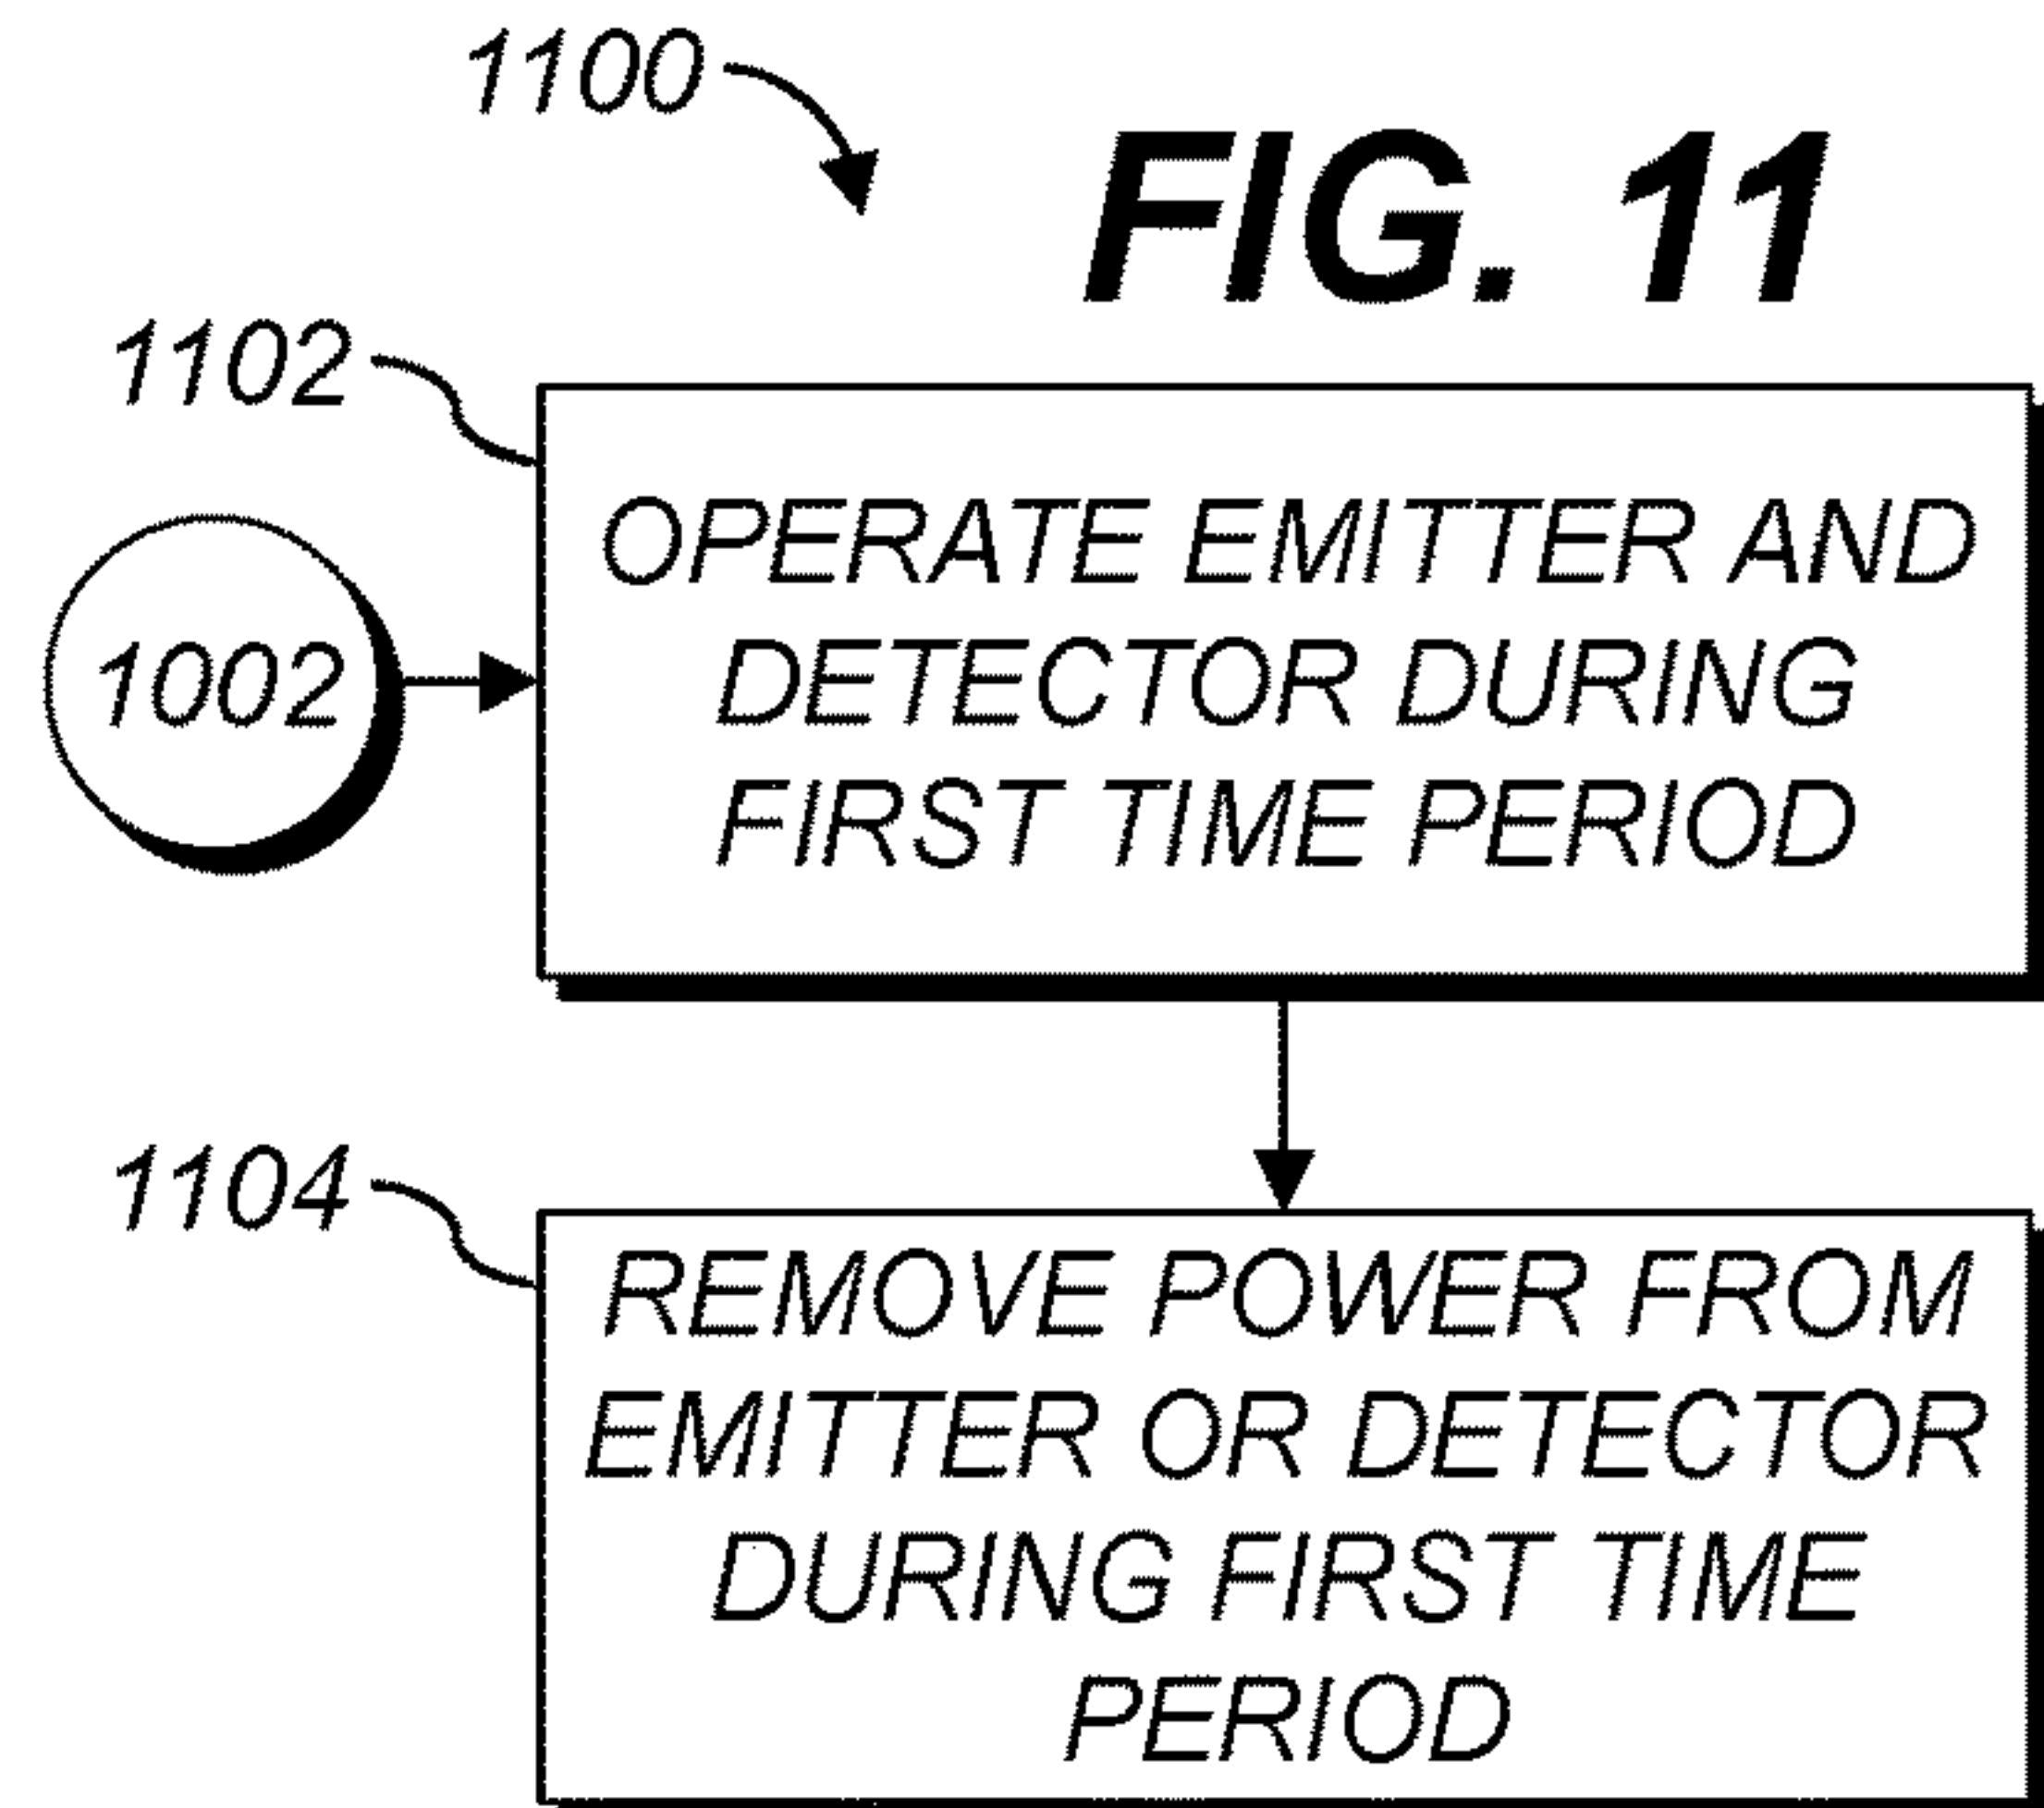 1100
FIG. 11
1102
OPERATE EMITTER AND
DETECTOR DURING
FIRST TIME PERIOD
1002
1104
REMOVE POWER FROM
EMITTER OR DETECTOR
DURING FIRST TIME
PERIOD